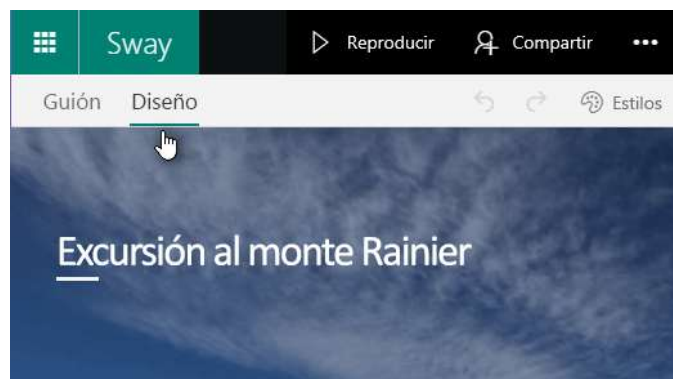 Sway Reproducir Compartir
Guión Diseño Estilos
Excursión al monte Rainier